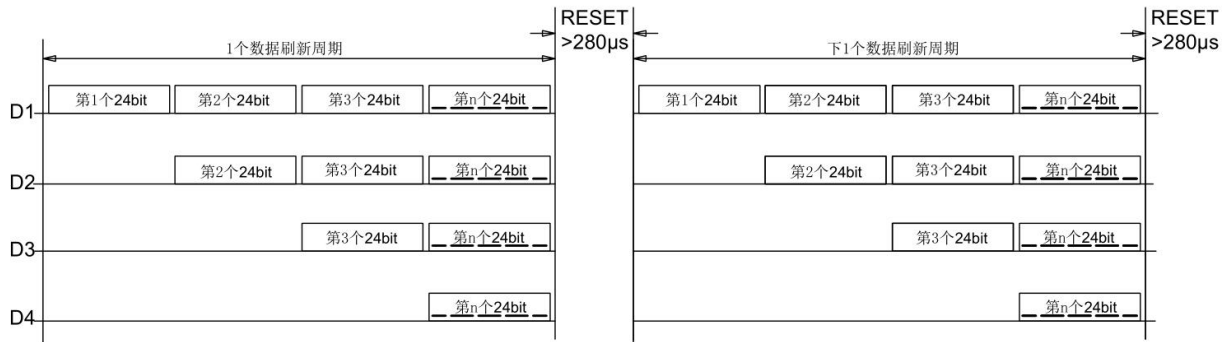 RESET
>280μs
RESET
>280μs
1个数据刷新周期
下1个数据刷新周期
D1 第1个24bit 第2个24bit 第3个24bit 第n个24bit 第1个24bit 第2个24bit 第3个24bit 第n个24bit
D2 第2个24bit 第3个24bit 第n个24bit 第2个24bit 第3个24bit 第n个24bit
D3 第3个24bit 第n个24bit 第3个24bit 第n个24bit
D4 第n个24bit 第n个24bit